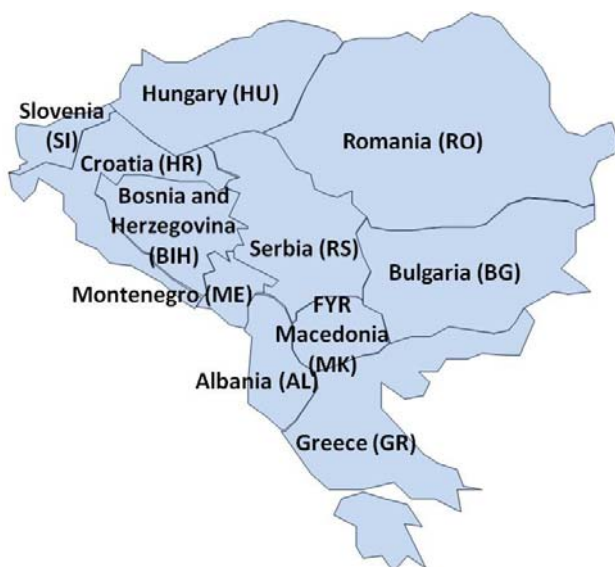 Hungary (HU)
Slovenia
(SI)
Romania (RO)
Croatia (HR)
Bosnia and
Herzegovina
(BIH)
Serbia (RS)
Bulgaria (BG)
Montenegro (ME)
FYR
Macedonia
(MK)
Albania (AL)
Greece (GR)